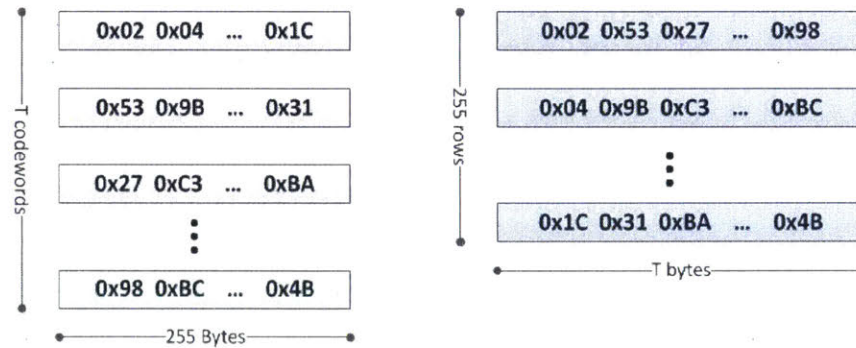 T codewords
0x02 0x04 ... 0x1C
0x53 0x9B ... 0x31
0x27 0xC3 ... 0xBA
0x98 0xBC ... 0x4B
255 Bytes
255 rows
0x02 0x53 0x27 ... 0x98
0x04 0x9B 0xC3 ... 0xBC
0x1C 0x31 0xBA ... 0x4B
T bytes